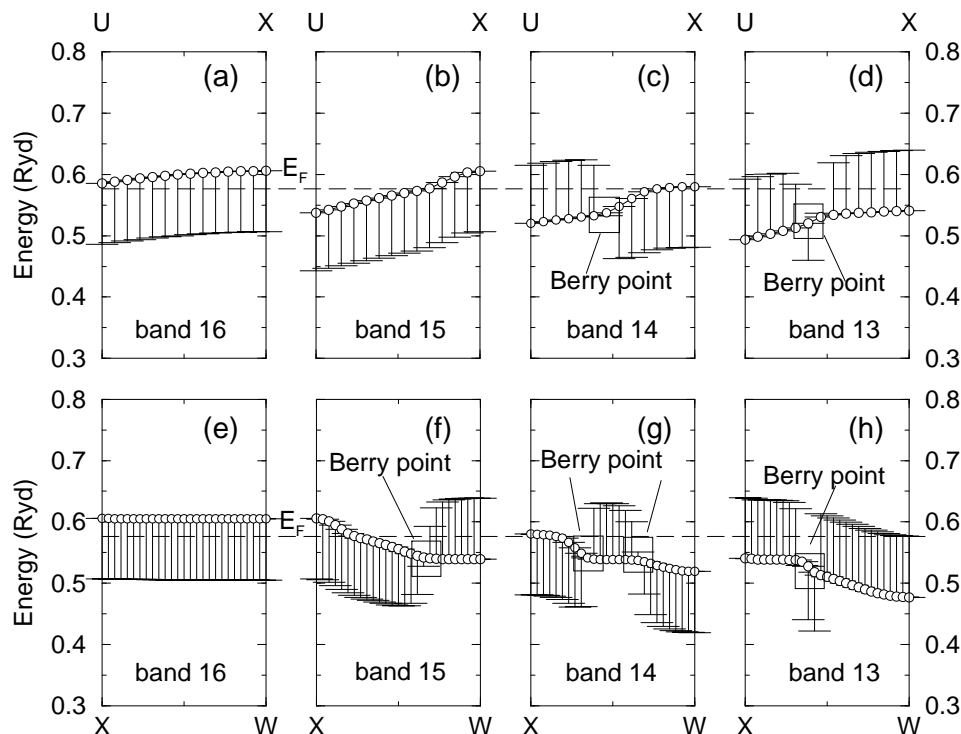 U X U X
0.8 0.8
(a) (b) (c) (d)
0.7 0.7
0.6 E_F 0.6
Energy (Ryd)
0.5 0.5
Berry point Berry point
0.4 0.4
band 16 band 15 band 14 band 13
0.3 0.3
0.8 0.8
(e) (f) (g) (h)
Berry point Berry point Berry point
0.7 0.7
0.6 E_F 0.6
Energy (Ryd)
0.5 0.5
0.4 0.4
band 16 band 15 band 14 band 13
0.3 0.3
X W X W X W X W